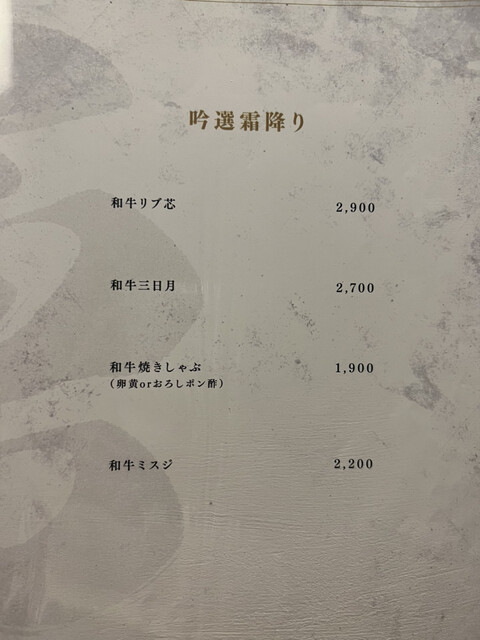 吟選霜降り
和牛リブ芯 2,900
和牛三日月 2,700
和牛焼きしゃぶ 1,900
（卵黄orおろしポン酢）
和牛ミスジ 2,200